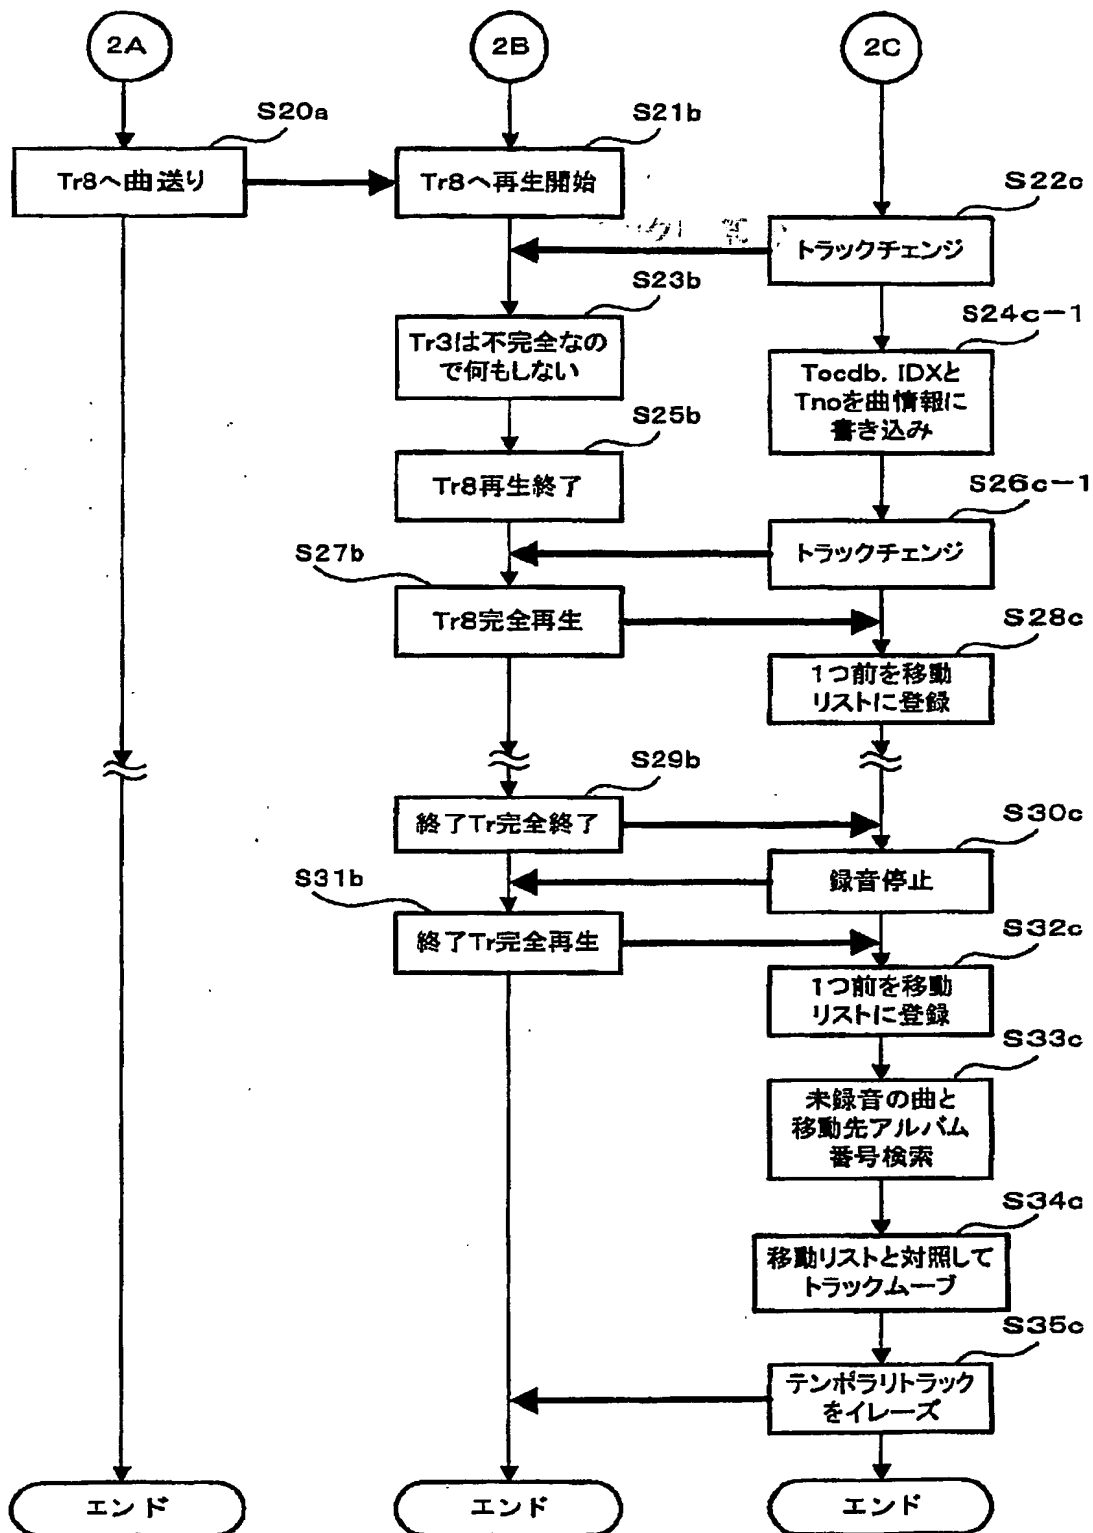 2A
2B
2C
S20a
Tr8へ曲送り
S21b
Tr8へ再生開始
S22c
トラックチェンジ
S23b
Tr3は不完全なの
で何もしない
S24c-1
Tocdb. IDXと
Tnoを曲情報に
書き込み
S25b
Tr8再生終了
S26c-1
トラックチェンジ
S27b
Tr8完全再生
S28c
1つ前を移動
リストに登録
S29b
終了Tr完全終了
S30c
録音停止
S31b
終了Tr完全再生
S32c
1つ前を移動
リストに登録
S33c
未録音の曲と
移動先アルバム
番号検索
S34c
移動リストと対照して
トラックムーブ
S35c
テンポラリトラック
をイレーズ
エンド
エンド
エンド